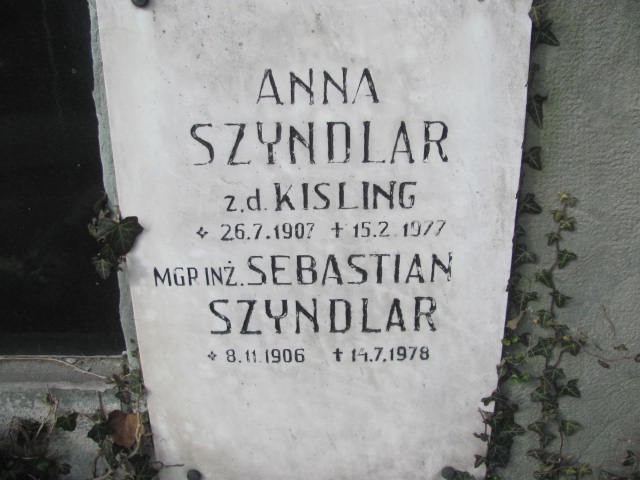 ANNA
SZYNDLAR
z.d. KISLING
* 26.7.1907 + 15.2.1977
MGR INŻ. SEBASTIAN
SZYNDLAR
* 8.11.1906 + 14.7.1978